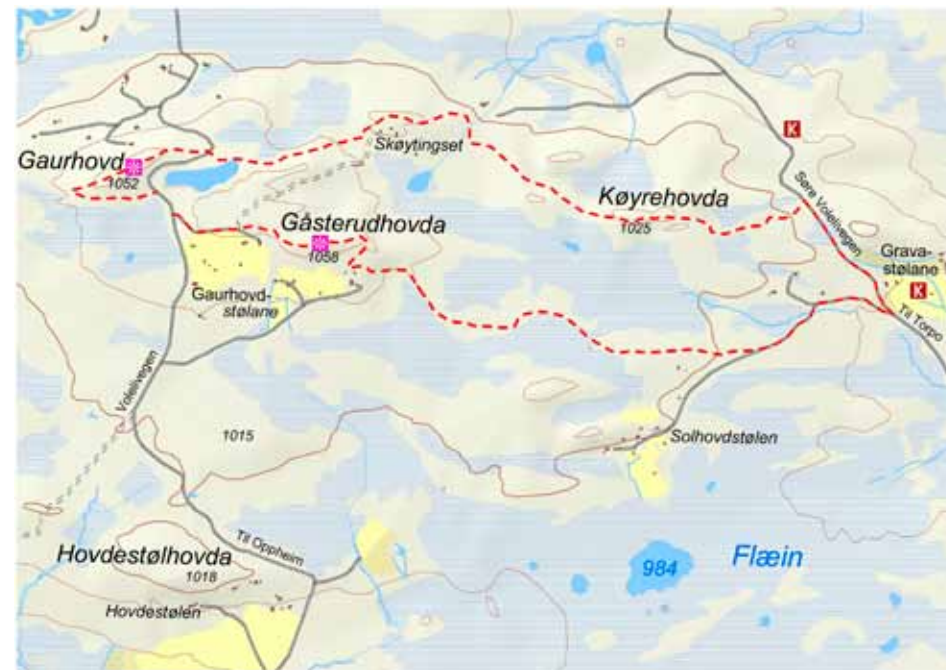 Skøytingset
Gaurhovd
1052
Køyrehovda
1025
K
Søre Volelivegen
Gåsterudhovda
1058
Grava-
stølane
K
Til Torpo
Gaurhovd-
stølane
Volelivegen
1015
Solhovdstølen
Til Oppheim
Hovdestølhovda
1018
Hovdestølen
984
Flæin